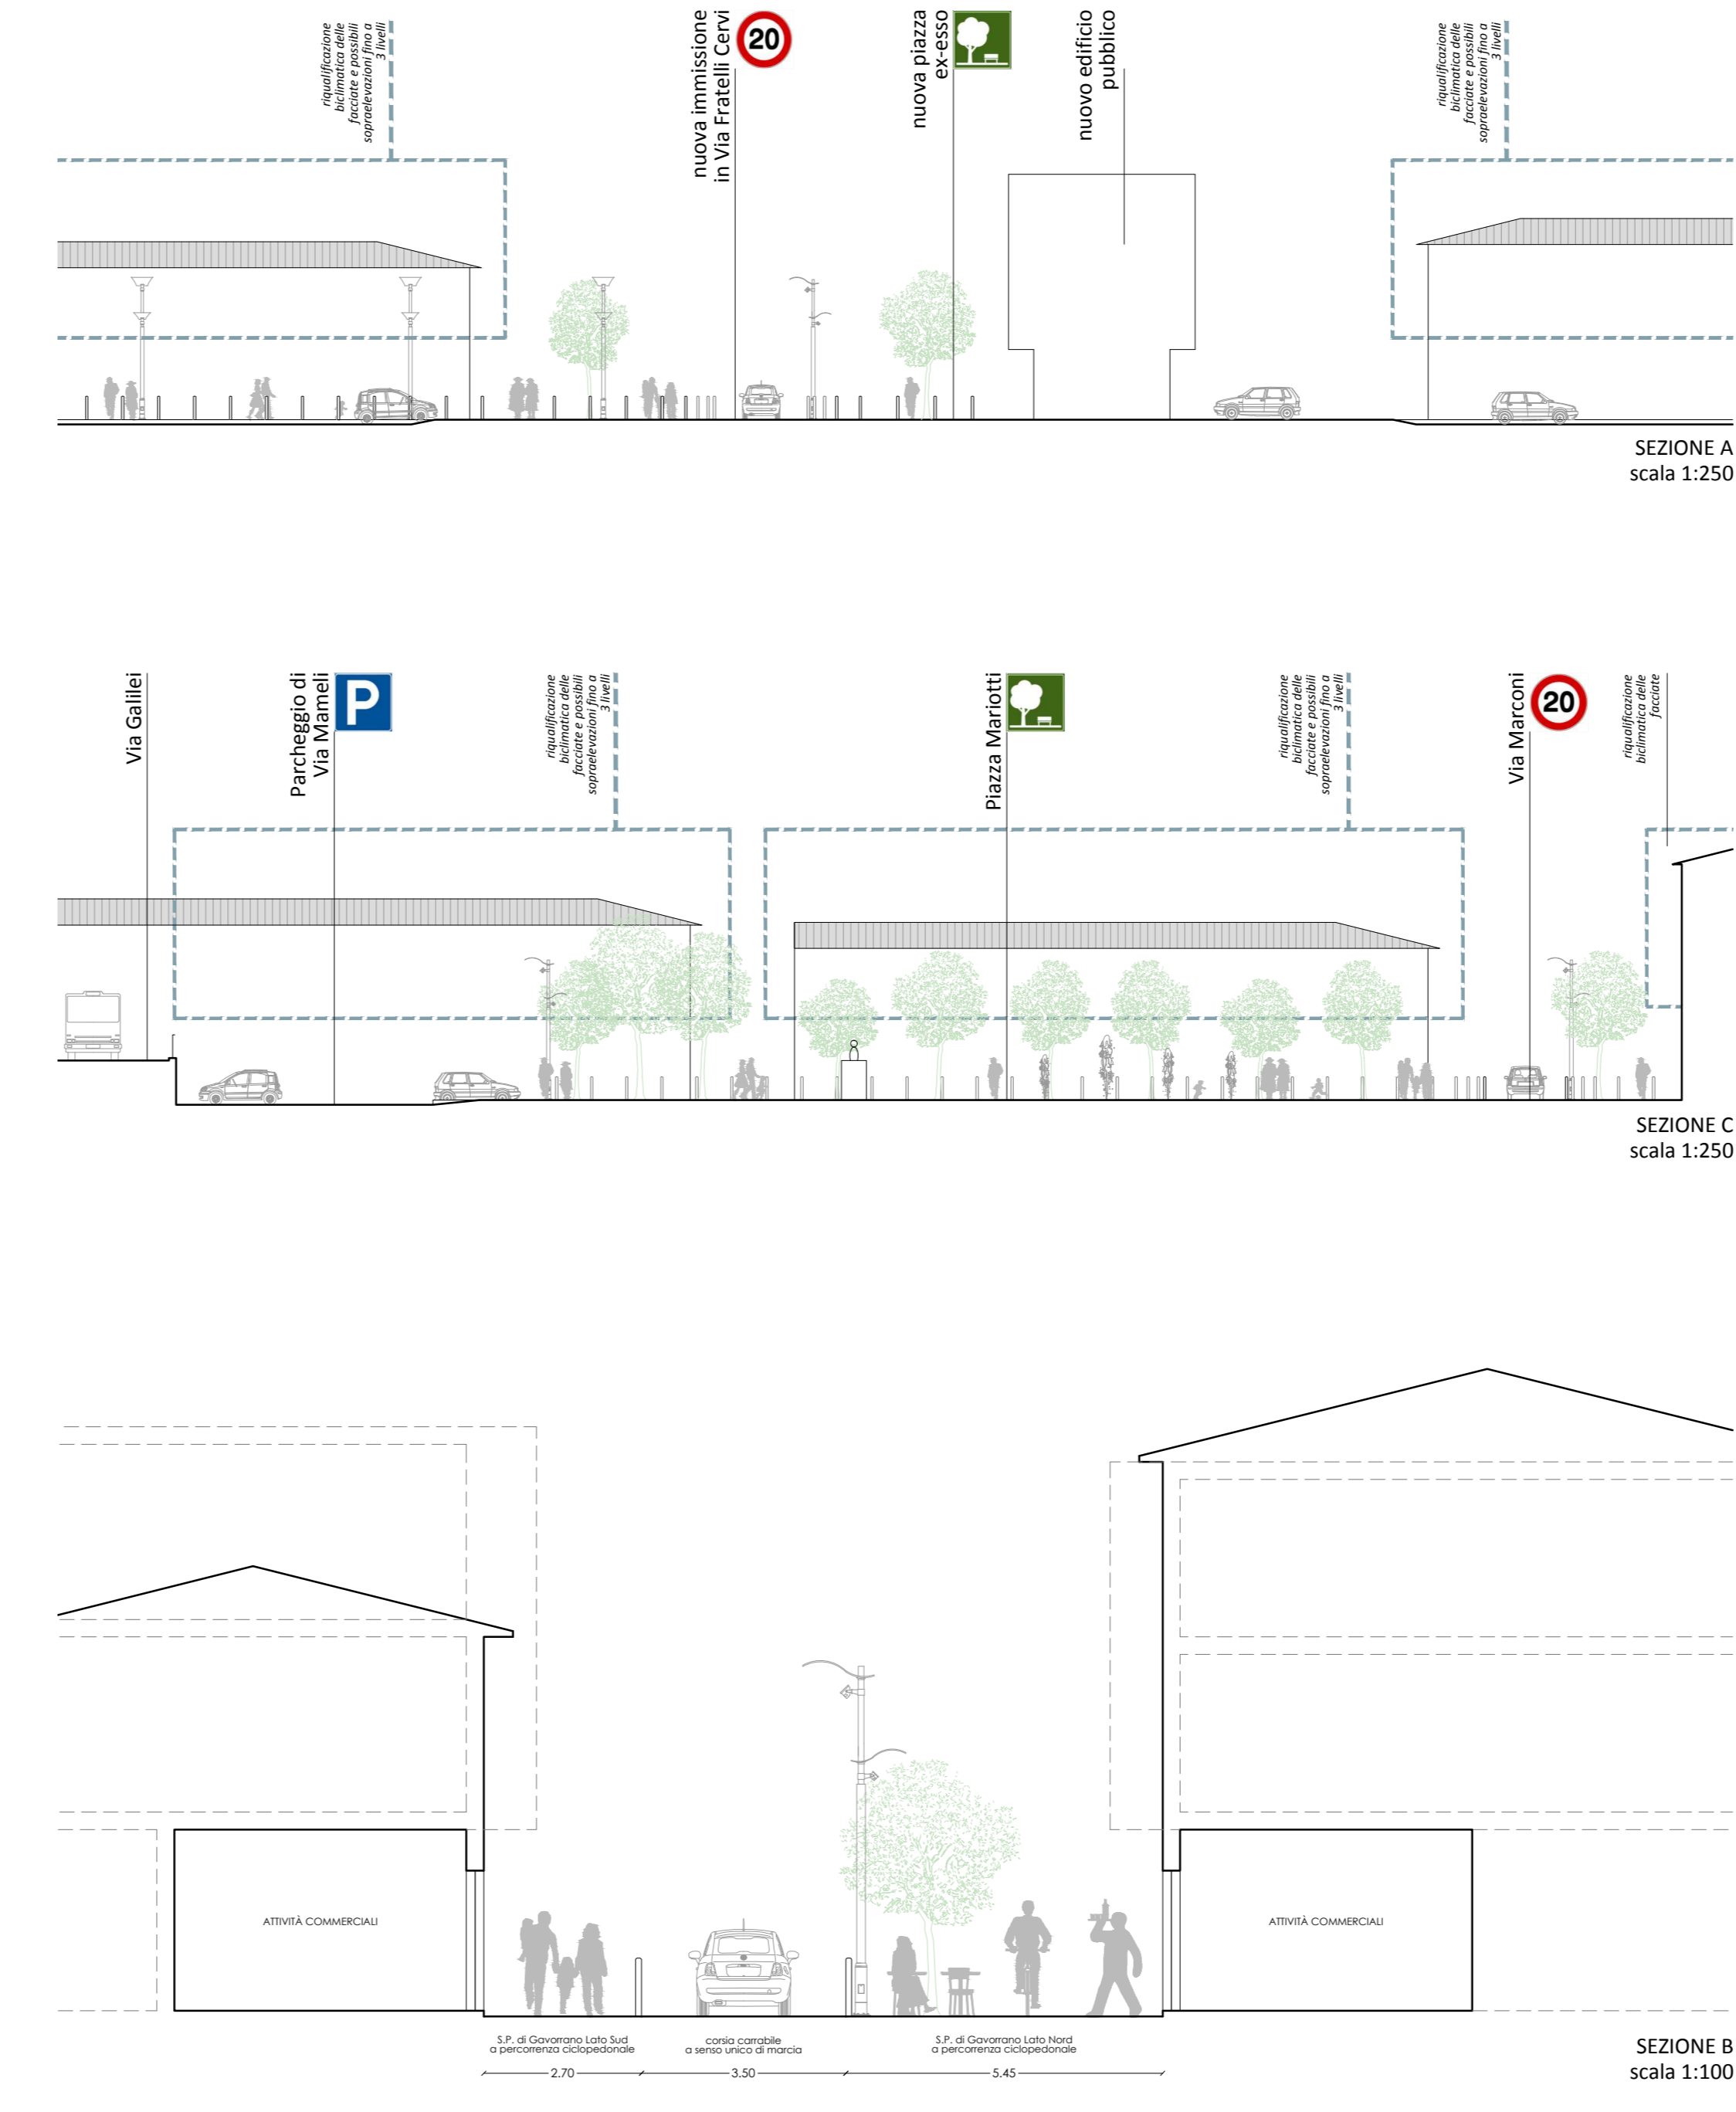 riqualificazione
biclimatica delle
facciate e possibili
sopraelevazioni fino a
3 livelli
nuova immissione
in Via Fratelli Cervi
20
nuova piazza
ex-esso
nuovo edificio
pubblico
riqualificazione
biclimatica delle
facciate e possibili
sopraelevazioni fino a
3 livelli
SEZIONE A
scala 1:250
Via Galilei
Parcheggio di
Via Mameli
P
riqualificazione
biclimatica delle
facciate e possibili
sopraelevazioni fino a
3 livelli
Piazza Mariotti
riqualificazione
biclimatica delle
facciate e possibili
sopraelevazioni fino a
3 livelli
Via Marconi
20
riqualificazione
biclimatica delle
facciate
SEZIONE C
scala 1:250
ATTIVITÀ COMMERCIALI
ATTIVITÀ COMMERCIALI
S.P. di Gavorrano Lato Sud
a percorrenza ciclopedonale
corsia carrabile
a senso unico di marcia
S.P. di Gavorrano Lato Nord
a percorrenza ciclopedonale
2.70
3.50
5.45
SEZIONE B
scala 1:100